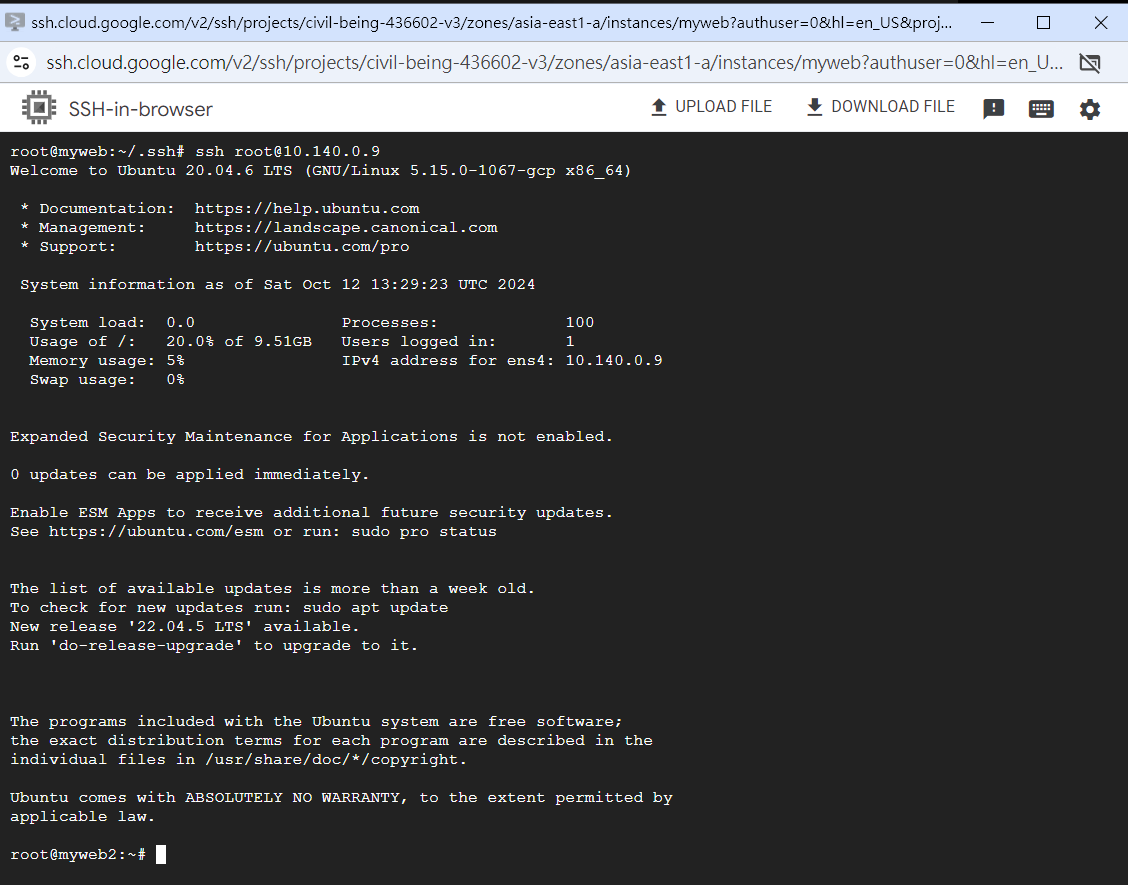 ssh.cloud.google.com/v2/ssh/projects/civil-being-436602-v3/zones/asia-east1-a/instances/myweb?authuser=0&hl=en_US&proj...
ssh.cloud.google.com/v2/ssh/projects/civil-being-436602-v3/zones/asia-east1-a/instances/myweb?authuser=0&hl=en_U...
SSH-in-browser UPLOAD FILE DOWNLOAD FILE
root@myweb:~/.ssh# ssh root@10.140.0.9
Welcome to Ubuntu 20.04.6 LTS (GNU/Linux 5.15.0-1067-gcp x86_64)
* Documentation: https://help.ubuntu.com
* Management: https://landscape.canonical.com
* Support: https://ubuntu.com/pro
System information as of Sat Oct 12 13:29:23 UTC 2024
System load: 0.0 Processes: 100
Usage of /: 20.0% of 9.51GB Users logged in: 1
Memory usage: 5% IPv4 address for ens4: 10.140.0.9
Swap usage: 0%
Expanded Security Maintenance for Applications is not enabled.
0 updates can be applied immediately.
Enable ESM Apps to receive additional future security updates.
See https://ubuntu.com/esm or run: sudo pro status
The list of available updates is more than a week old.
To check for new updates run: sudo apt update
New release '22.04.5 LTS' available.
Run 'do-release-upgrade' to upgrade to it.
The programs included with the Ubuntu system are free software;
the exact distribution terms for each program are described in the
individual files in /usr/share/doc/*/copyright.
Ubuntu comes with ABSOLUTELY NO WARRANTY, to the extent permitted by
applicable law.
root@myweb2:~#